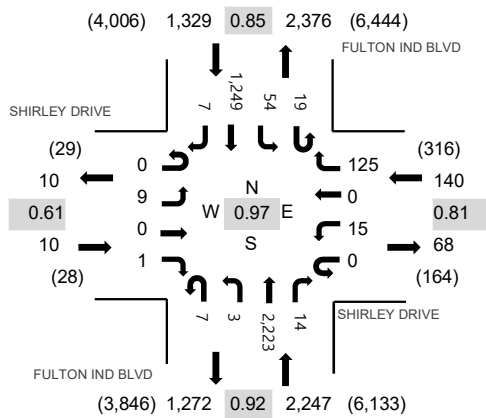 (4,006) 1,329 0.85 2,376 (6,444)
FULTON IND BLVD
7 1,249 54 19
SHIRLEY DRIVE
(29) 0 125 (316)
10 9 N 0 140
0.61 0 W 0.97 E 15 0.81
10 1 S 0 68
(28) (164)
7 3 2,223 14
SHIRLEY DRIVE
FULTON IND BLVD
(3,846) 1,272 0.92 2,247 (6,133)